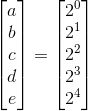 [a] = [2^0]
[b] = [2^1]
[c] = [2^2]
[d] = [2^3]
[e] = [2^4]